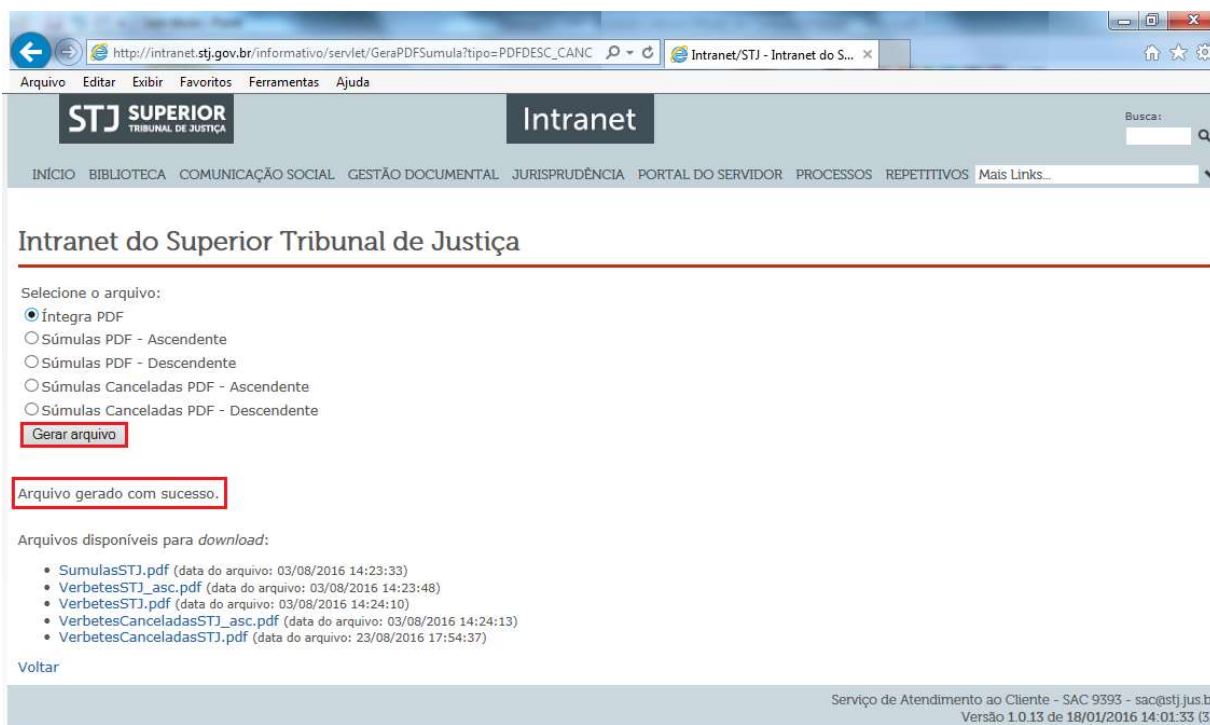 http://intranet.stj.gov.br/informativo/servlet/GeraPDFSumula?tipo=PDFDESC_CANC
Intranet/STJ - Intranet do S...
Arquivo Editar Exibir Favoritos Ferramentas Ajuda
STJ SUPERIOR
TRIBUNAL DE JUSTIÇA
Intranet
Busca:
INÍCIO BIBLIOTECA COMUNICAÇÃO SOCIAL GESTÃO DOCUMENTAL JURISPRUDÊNCIA PORTAL DO SERVIDOR PROCESSOS REPETITIVOS Mais Links...
Intranet do Superior Tribunal de Justiça
Selecione o arquivo:
Íntegra PDF
Súmulas PDF - Ascendente
Súmulas PDF - Descendente
Súmulas Canceladas PDF - Ascendente
Súmulas Canceladas PDF - Descendente
Gerar arquivo
Arquivo gerado com sucesso.
Arquivos disponíveis para download:
• SumulasSTJ.pdf (data do arquivo: 03/08/2016 14:23:33)
• VerbetesSTJ_asc.pdf (data do arquivo: 03/08/2016 14:23:48)
• VerbetesSTJ.pdf (data do arquivo: 03/08/2016 14:24:10)
• VerbetesCanceladasSTJ_asc.pdf (data do arquivo: 03/08/2016 14:24:13)
• VerbetesCanceladasSTJ.pdf (data do arquivo: 23/08/2016 17:54:37)
Voltar
Serviço de Atendimento ao Cliente - SAC 9393 - sac@stj.jus.b
Versão 1.0.13 de 18/01/2016 14:01:33 (3